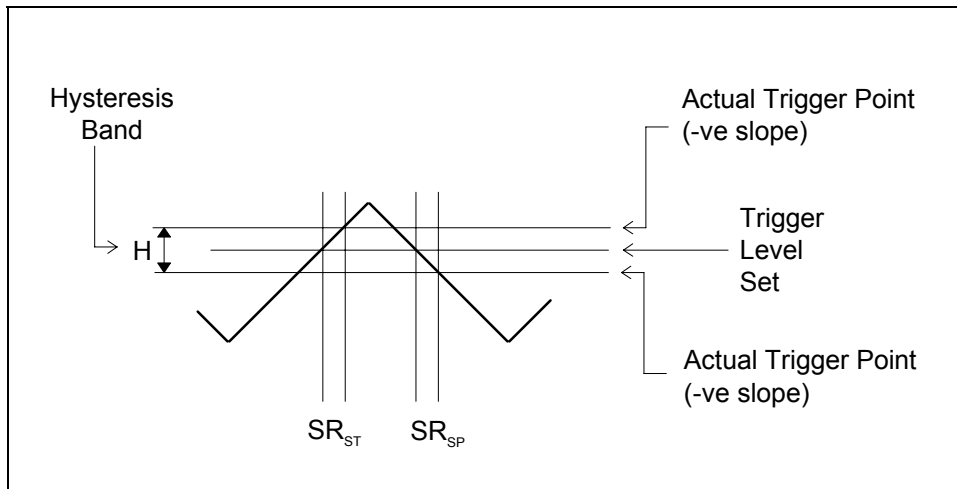 Hysteresis
Band
H
Actual Trigger Point
(-ve slope)
Trigger
Level
Set
Actual Trigger Point
(-ve slope)
SRST
SRSP